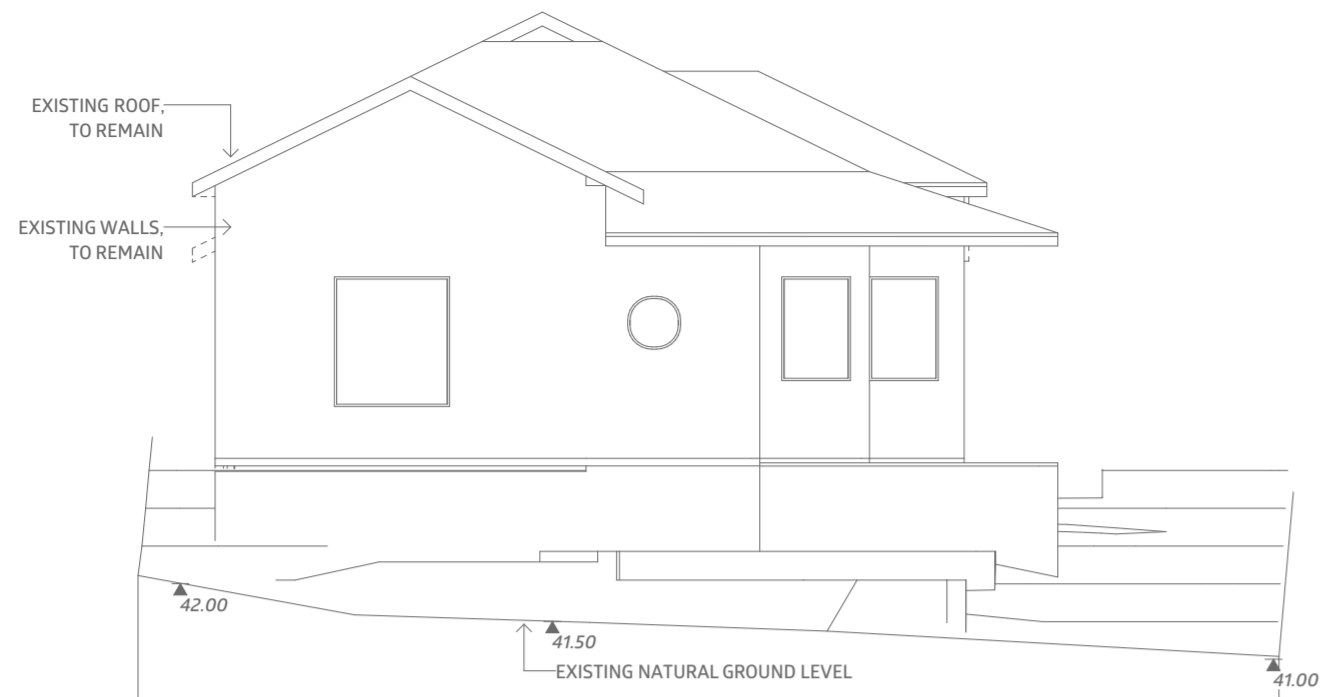 EXISTING ROOF,
TO REMAIN
EXISTING WALLS,
TO REMAIN
42.00
41.50
EXISTING NATURAL GROUND LEVEL
41.00